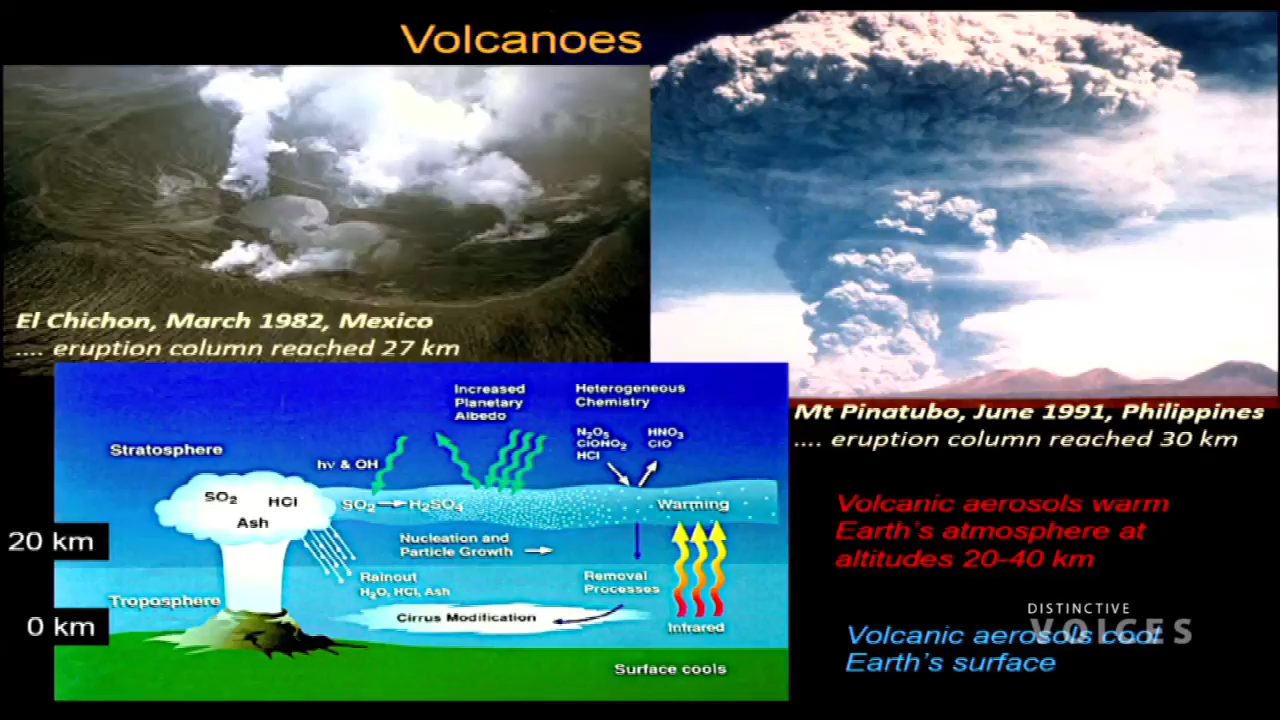 Volcanoes
El Chichon, March 1982, Mexico
.... eruption column reached 27 km
Mt Pinatubo, June 1991, Philippines
.... eruption column reached 30 km
Increased
Planetary
Albedo
Heterogeneous
Chemistry
N2O5
ClONO2
HCl
HNO3
ClO
Stratosphere
hν & OH
SO2 HCl
Ash
SO2 → H2SO4
Warming
20 km
Nucleation and
Particle Growth →
Rainout
H2O, HCl, Ash
Removal
Processes
Troposphere
0 km
Cirrus Modification
Infrared
Surface cools
Volcanic aerosols warm
Earth's atmosphere at
altitudes 20-40 km
DISTINCTIVE
VOICES
Volcanic aerosols cool
Earth's surface